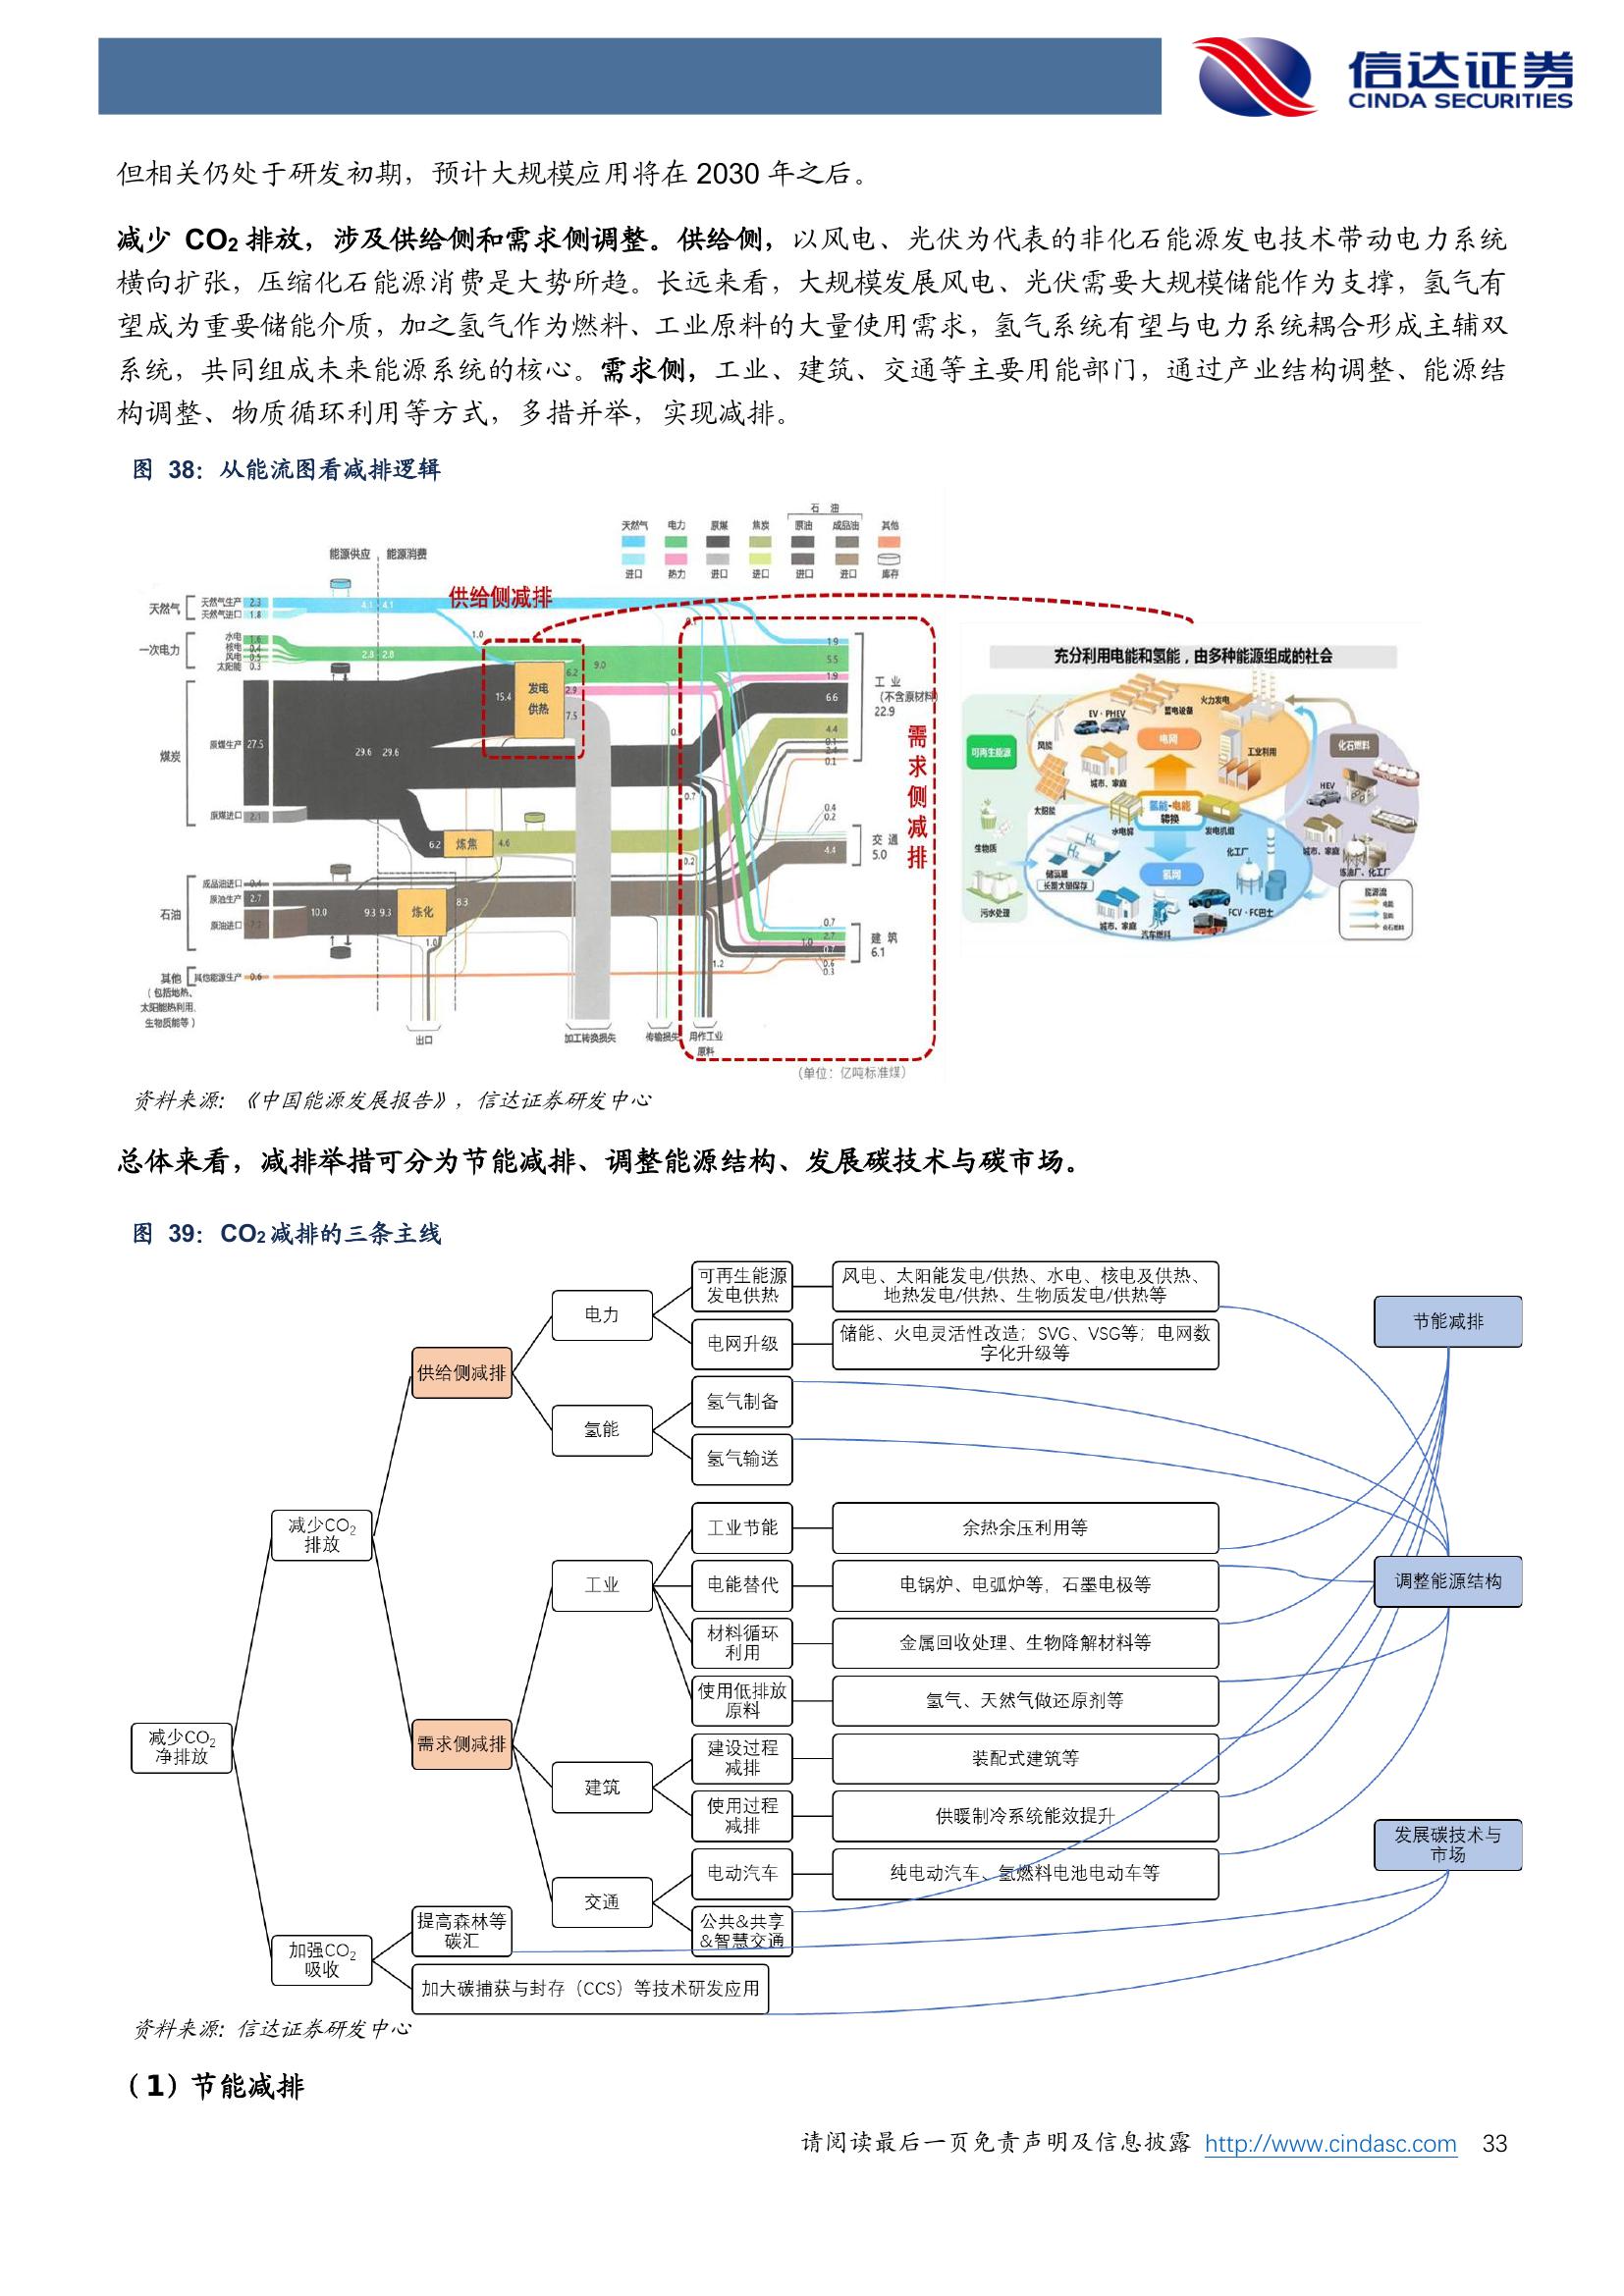 信达证券
CINDA SECURITIES
但相关仍处于研发初期，预计大规模应用将在 2030 年之后。
减少 CO₂ 排放，涉及供给侧和需求侧调整。供给侧，以风电、光伏为代表的非化石能源发电技术带动电力系统
横向扩张，压缩化石能源消费是大势所趋。长远来看，大规模发展风电、光伏需要大规模储能作为支撑，氢气有
望成为重要储能介质，加之氢气作为燃料、工业原料的大量使用需求，氢气系统有望与电力系统耦合形成主辅双
系统，共同组成未来能源系统的核心。需求侧，工业、建筑、交通等主要用能部门，通过产业结构调整、能源结
构调整、物质循环利用等方式，多措并举，实现减排。
图 38：从能流图看减排逻辑
石 油
天然气 电力 原煤 焦炭 原油 成品油 其他
进口 热力 进口 进口 进口 进口 库存
能源供应 能源消费
供给侧减排
天然气
天然气生产 2.3
天然气进口 1.8
4.1 4.1
1.0
一次电力
水电 1.6
核电 0.4
风电 0.5
太阳能 0.3
2.8 2.8
煤炭
原煤生产 27.5
原煤进口 2.1
29.6 29.6
15.4
发电
供热
6.2
2.9
7.5
9.0
6.2
炼焦
4.6
石油
成品油进口 0.4
原油生产 2.7
原油进口 7.2
10.0
9.3 9.3
炼化
8.3
1.0
其他
其他能源生产 0.6
（包括地热、
太阳能热利用、
生物质能等）
出口
加工转换损失
传输损失
用作工业
原料
0.7
0.2
1.2
1.9
5.5
1.9
6.6
4.4
0.1
工 业
（不含原材料）
22.9
0.4
0.2
4.4
交 通
5.0
0.7
2.7
1.0
0.7
0.6
0.3
建 筑
6.1
需求侧减排
（单位：亿吨标准煤）
充分利用电能和氢能，由多种能源组成的社会
可再生能源
风能
太阳能
生物质
污水处理
EV・PHEV
蓄电设备
火力发电
电网
工业利用
城市、家庭
氢能-电能
转换
水电解
发电机组
化工厂
H₂
H₂
储氢罐
长期大量保存
氢网
城市、家庭
汽车燃料
FCV・FC巴士
化石燃料
HEV
城市、家庭
炼油厂、化工厂
能源流
电能
氢能
化石燃料
资料来源：《中国能源发展报告》，信达证券研发中心
总体来看，减排举措可分为节能减排、调整能源结构、发展碳技术与碳市场。
图 39：CO₂减排的三条主线
减少CO₂
净排放
减少CO₂
排放
加强CO₂
吸收
供给侧减排
需求侧减排
提高森林等
碳汇
加大碳捕获与封存（CCS）等技术研发应用
电力
氢能
工业
建筑
交通
可再生能源
发电供热
风电、太阳能发电/供热、水电、核电及供热、
地热发电/供热、生物质发电/供热等
电网升级
储能、火电灵活性改造；SVG、VSG等；电网数
字化升级等
氢气制备
氢气输送
工业节能
余热余压利用等
电能替代
电锅炉、电弧炉等，石墨电极等
材料循环
利用
金属回收处理、生物降解材料等
使用低排放
原料
氢气、天然气做还原剂等
建设过程
减排
装配式建筑等
使用过程
减排
供暖制冷系统能效提升
电动汽车
纯电动汽车、氢燃料电池电动车等
公共&共享
&智慧交通
节能减排
调整能源结构
发展碳技术与
市场
资料来源：信达证券研发中心
（1）节能减排
请阅读最后一页免责声明及信息披露 http://www.cindasc.com 33